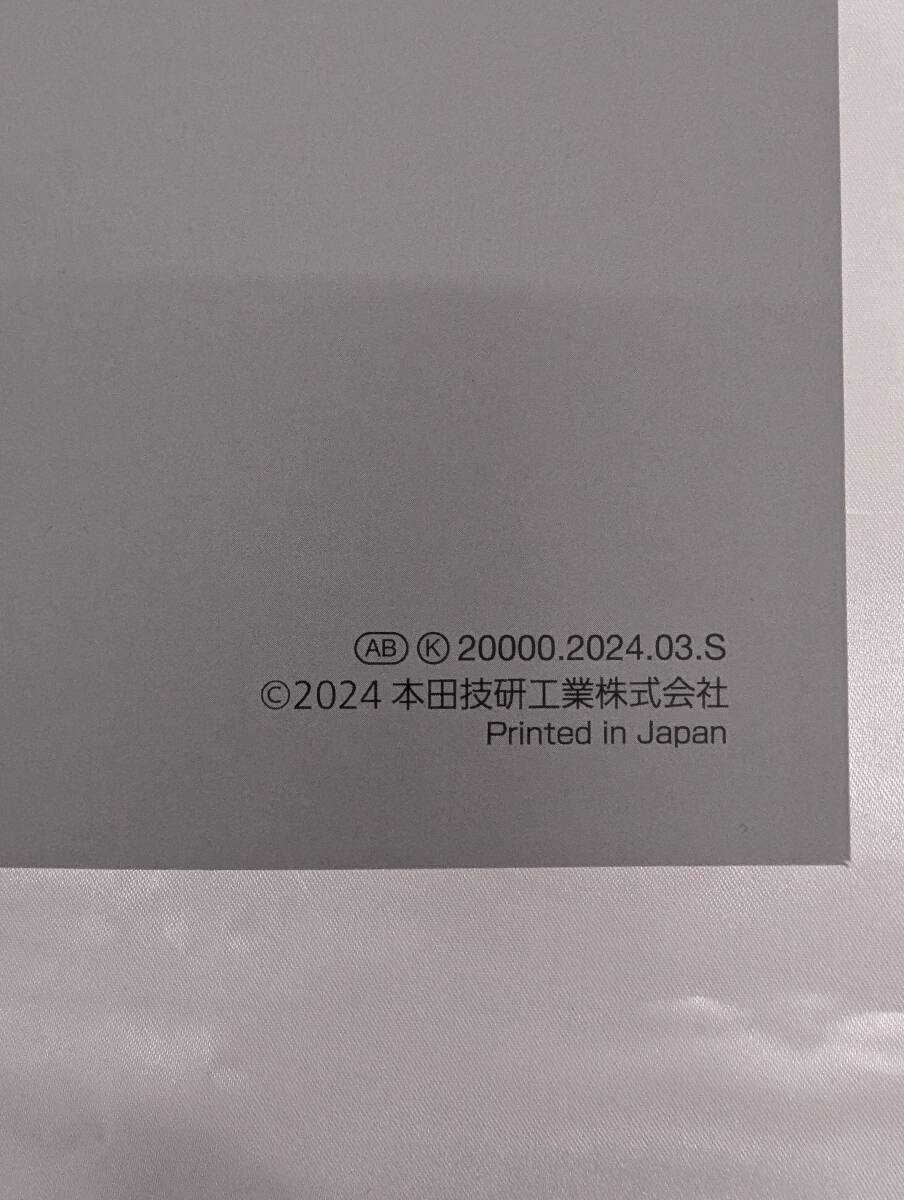 AB K 20000.2024.03.S
©2024 本田技研工業株式会社
Printed in Japan